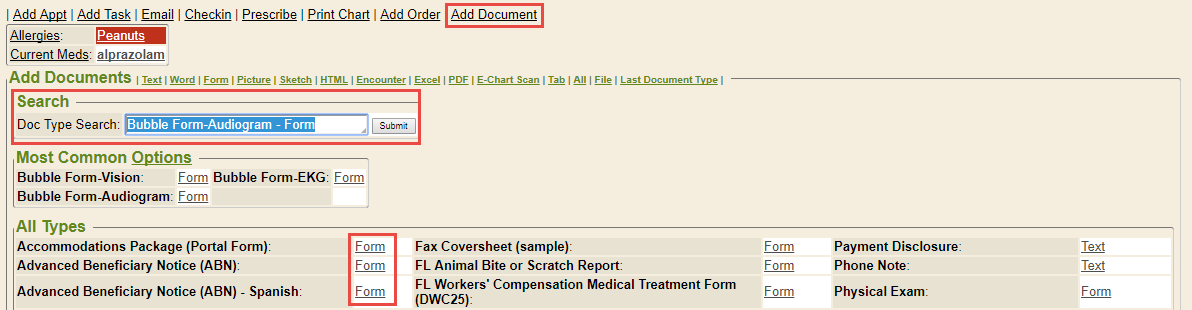 | Add Appt | Add Task | Email | Checkin | Prescribe | Print Chart | Add Order | Add Document
Allergies: Peanuts
Current Meds: alprazolam
Add Documents | Text | Word | Form | Picture | Sketch | HTML | Encounter | Excel | PDF | E-Chart Scan | Tab | All | File | Last Document Type |
Search
Doc Type Search: Bubble Form-Audiogram - Form Submit
Most Common Options
Bubble Form-Vision: Form Bubble Form-EKG: Form
Bubble Form-Audiogram: Form
All Types
Accommodations Package (Portal Form): Form Fax Coversheet (sample): Form Payment Disclosure: Text
Advanced Beneficiary Notice (ABN): Form FL Animal Bite or Scratch Report: Form Phone Note: Text
Advanced Beneficiary Notice (ABN) - Spanish: Form FL Workers' Compensation Medical Treatment Form (DWC25): Form Physical Exam: Form